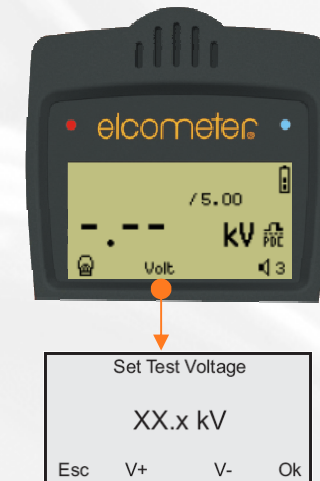 elcometer
/5.00
-.-- kV PDC
Volt 3
Set Test Voltage
XX.x kV
Esc V+ V- Ok